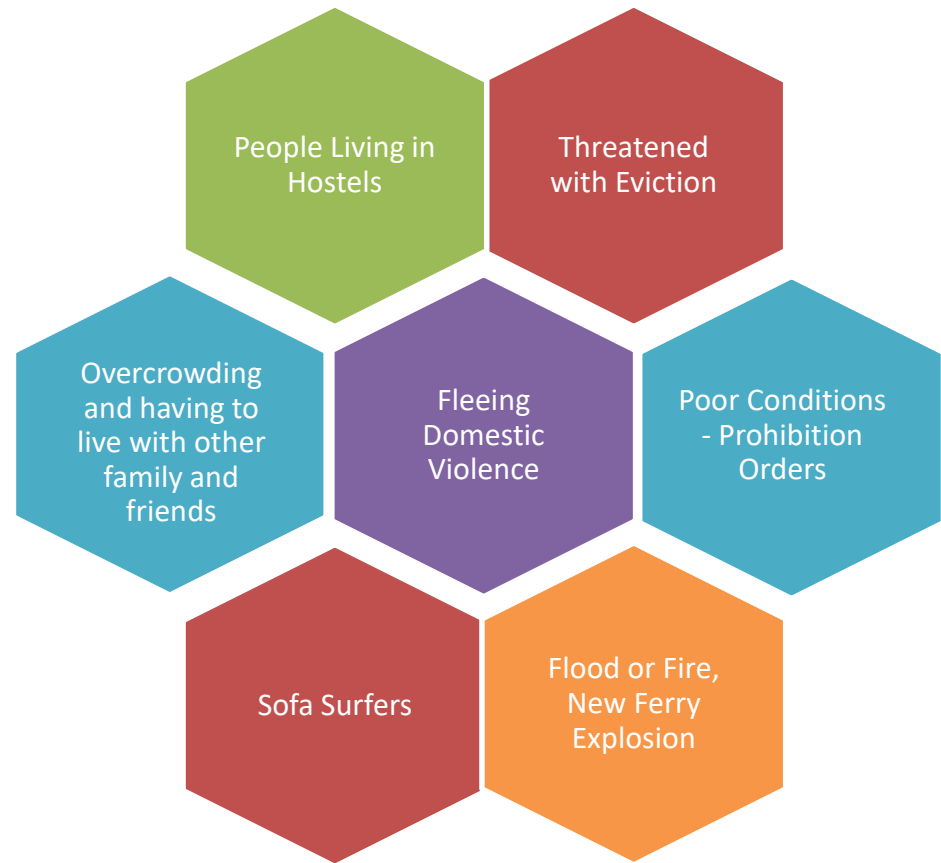 People Living in
Hostels
Threatened
with Eviction
Overcrowding
and having to
live with other
family and
friends
Fleeing
Domestic
Violence
Poor Conditions
- Prohibition
Orders
Sofa Surfers
Flood or Fire,
New Ferry
Explosion